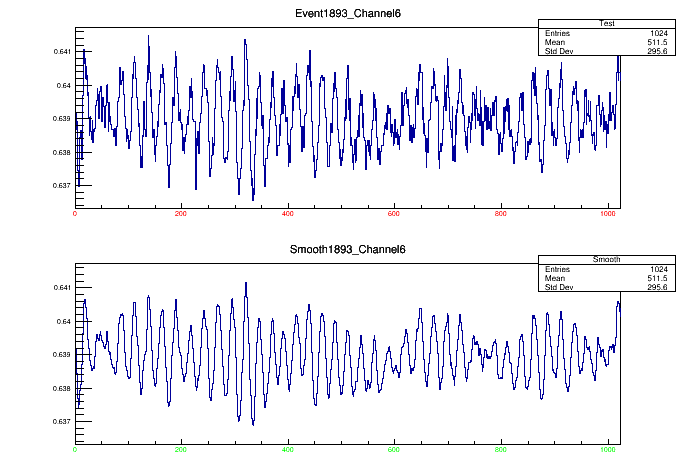 Event1893_Channel6
Test
Entries 1024
Mean 511.5
Std Dev 295.6
0.641
0.64
0.639
0.638
0.637
0 200 400 600 800 1000
Smooth1893_Channel6
Smooth
Entries 1024
Mean 511.5
Std Dev 295.6
0.641
0.64
0.639
0.638
0.637
0 200 400 600 800 1000